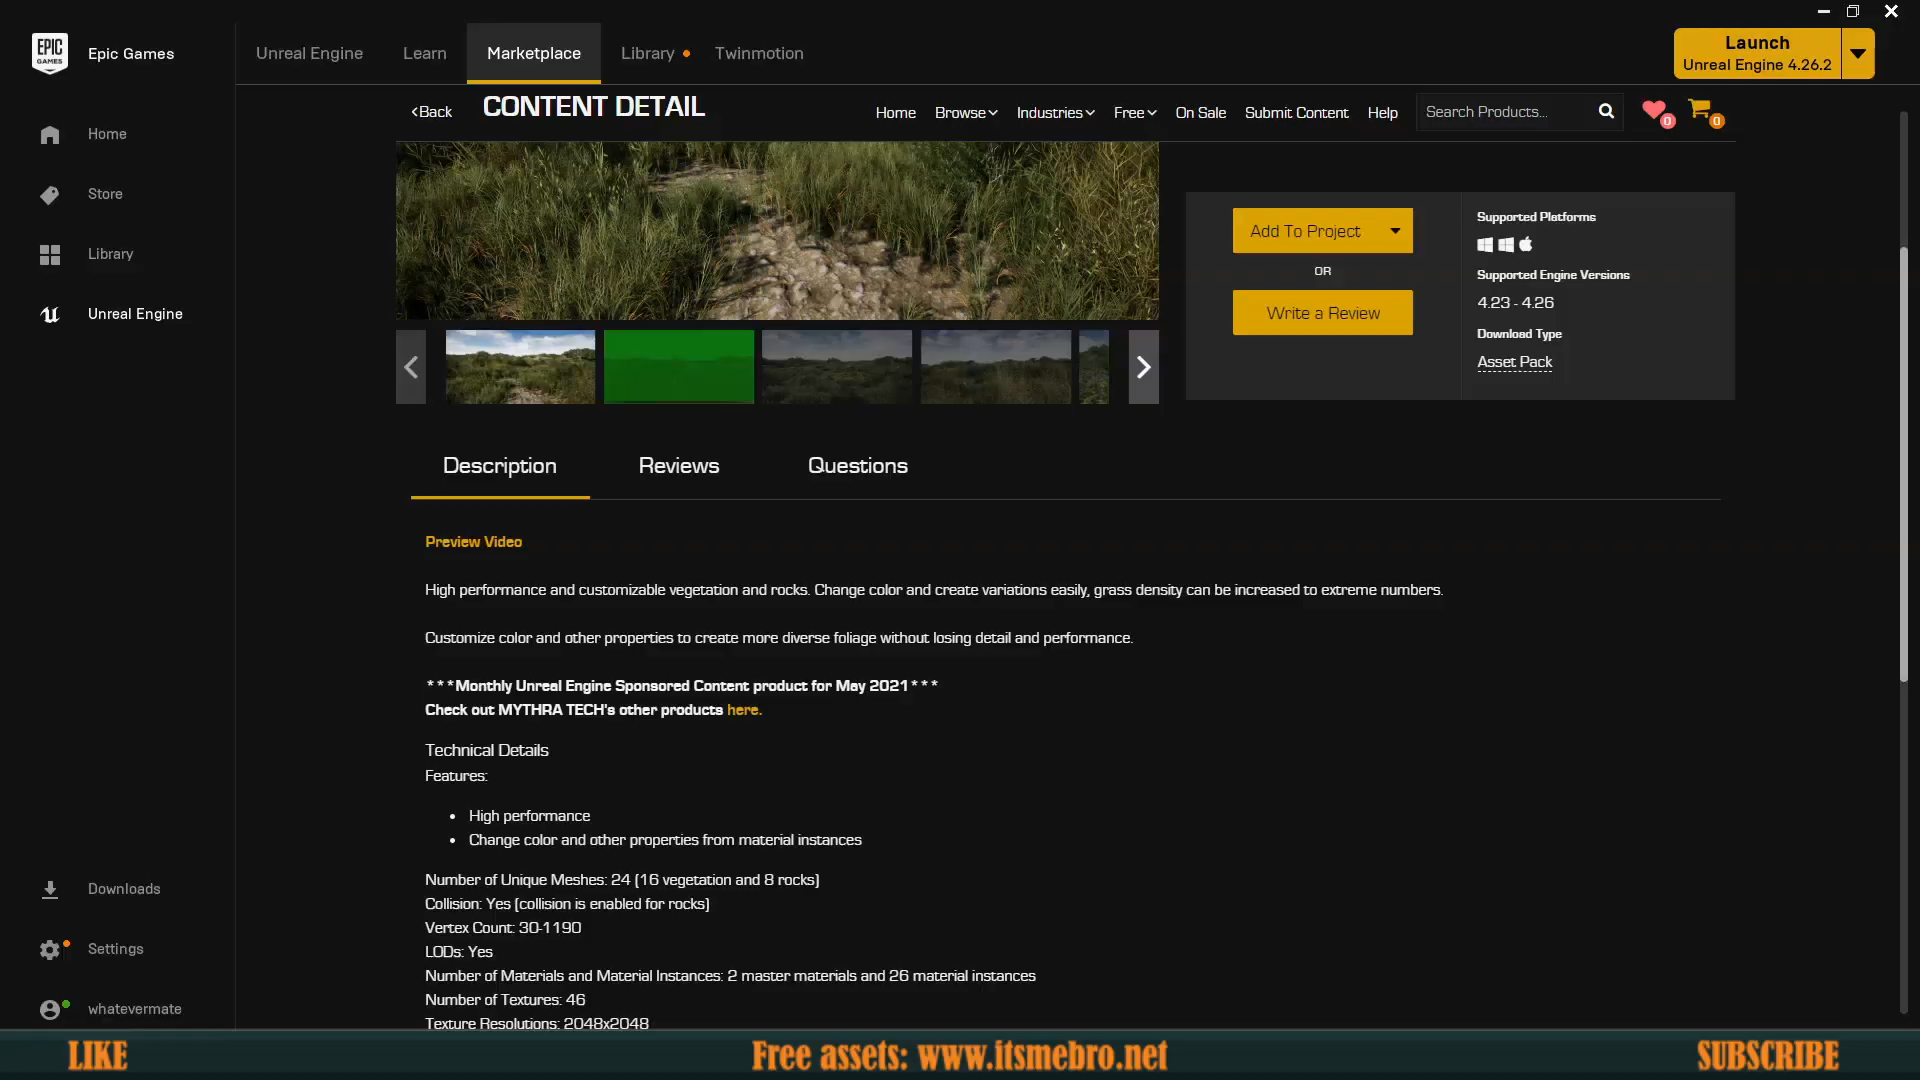 EPIC
GAMES
Epic Games
Unreal Engine
Learn
Marketplace
Library
Twinmotion
Launch
Unreal Engine 4.26.2
Back
CONTENT DETAIL
Home
Browse
Industries
Free
On Sale
Submit Content
Help
Search Products...
0
0
Home
Store
Library
Unreal Engine
Add To Project
OR
Write a Review
Supported Platforms
Supported Engine Versions
4.23 - 4.26
Download Type
Asset Pack
Description
Reviews
Questions
Preview Video
High performance and customizable vegetation and rocks. Change color and create variations easily, grass density can be increased to extreme numbers.
Customize color and other properties to create more diverse foliage without losing detail and performance.
***Monthly Unreal Engine Sponsored Content product for May 2021***
Check out MYTHRA TECH's other products here.
Technical Details
Features:
• High performance
• Change color and other properties from material instances
Number of Unique Meshes: 24 (16 vegetation and 8 rocks)
Collision: Yes (collision is enabled for rocks)
Vertex Count: 30-1190
LODs: Yes
Number of Materials and Material Instances: 2 master materials and 26 material instances
Number of Textures: 46
Texture Resolutions: 2048x2048
Downloads
Settings
whatevermate
LIKE
Free assets: www.itsmebro.net
SUBSCRIBE